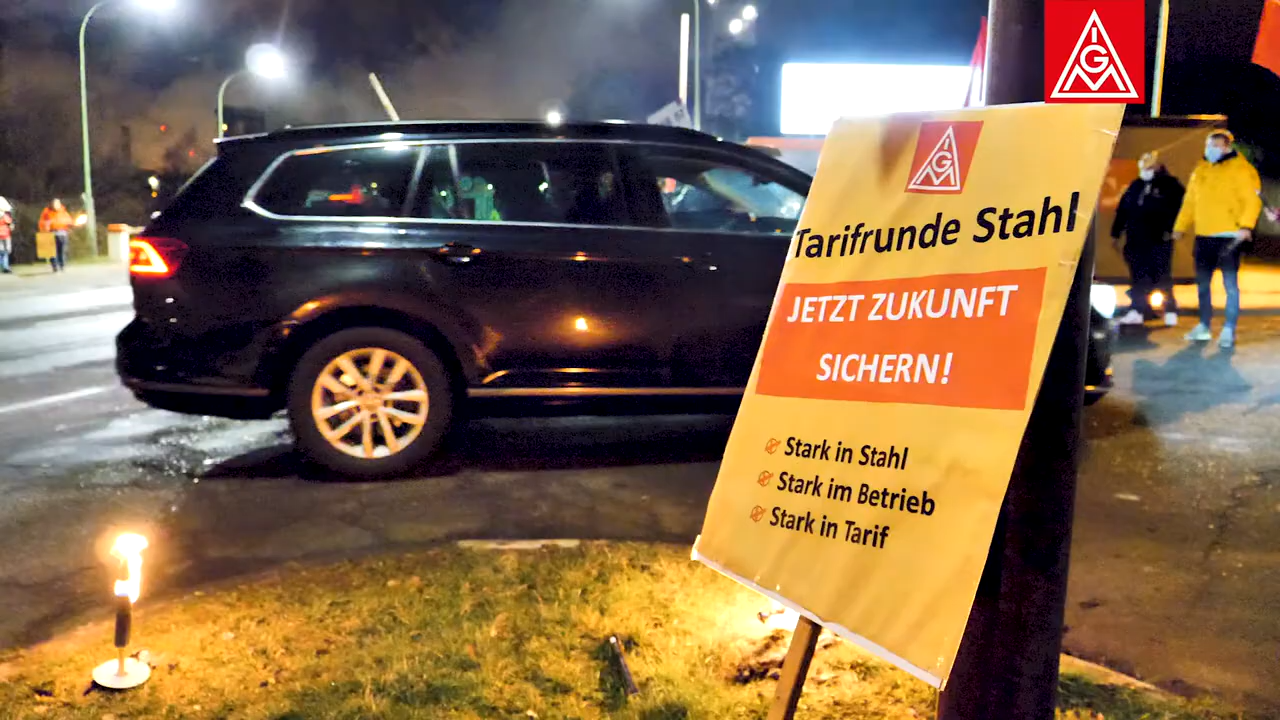 IGM
IGM
Tarifrunde Stahl
JETZT ZUKUNFT
SICHERN!
Stark in Stahl
Stark im Betrieb
Stark in Tarif